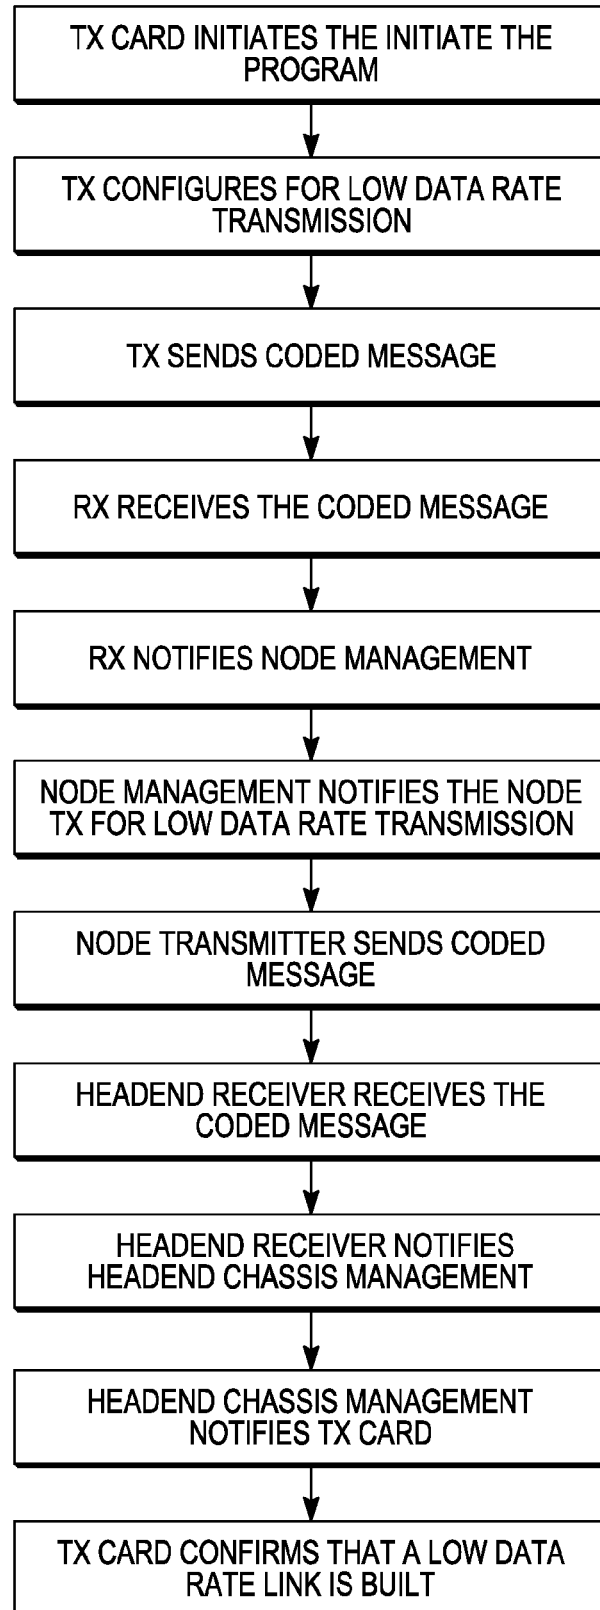 TX CARD INITIATES THE INITIATE THE
PROGRAM
TX CONFIGURES FOR LOW DATA RATE
TRANSMISSION
TX SENDS CODED MESSAGE
RX RECEIVES THE CODED MESSAGE
RX NOTIFIES NODE MANAGEMENT
NODE MANAGEMENT NOTIFIES THE NODE
TX FOR LOW DATA RATE TRANSMISSION
NODE TRANSMITTER SENDS CODED
MESSAGE
HEADEND RECEIVER RECEIVES THE
CODED MESSAGE
HEADEND RECEIVER NOTIFIES
HEADEND CHASSIS MANAGEMENT
HEADEND CHASSIS MANAGEMENT
NOTIFIES TX CARD
TX CARD CONFIRMS THAT A LOW DATA
RATE LINK IS BUILT